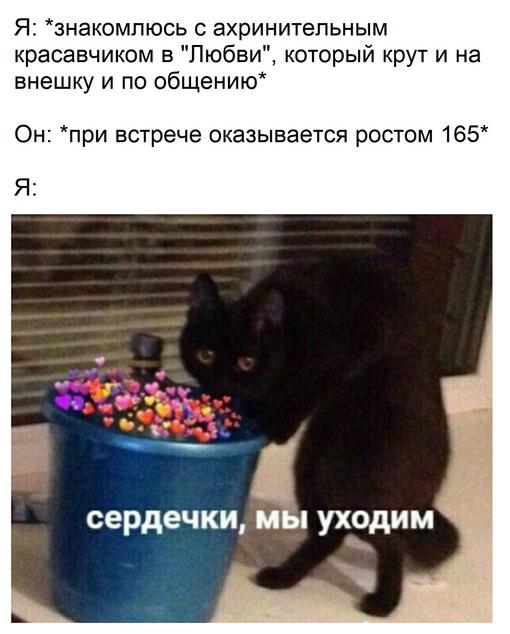 Я: *знакомлюсь с ахринительным
красавчиком в "Любви", который крут и на
внешку и по общению*
Он: *при встрече оказывается ростом 165*
Я:
сердечки, мы уходим